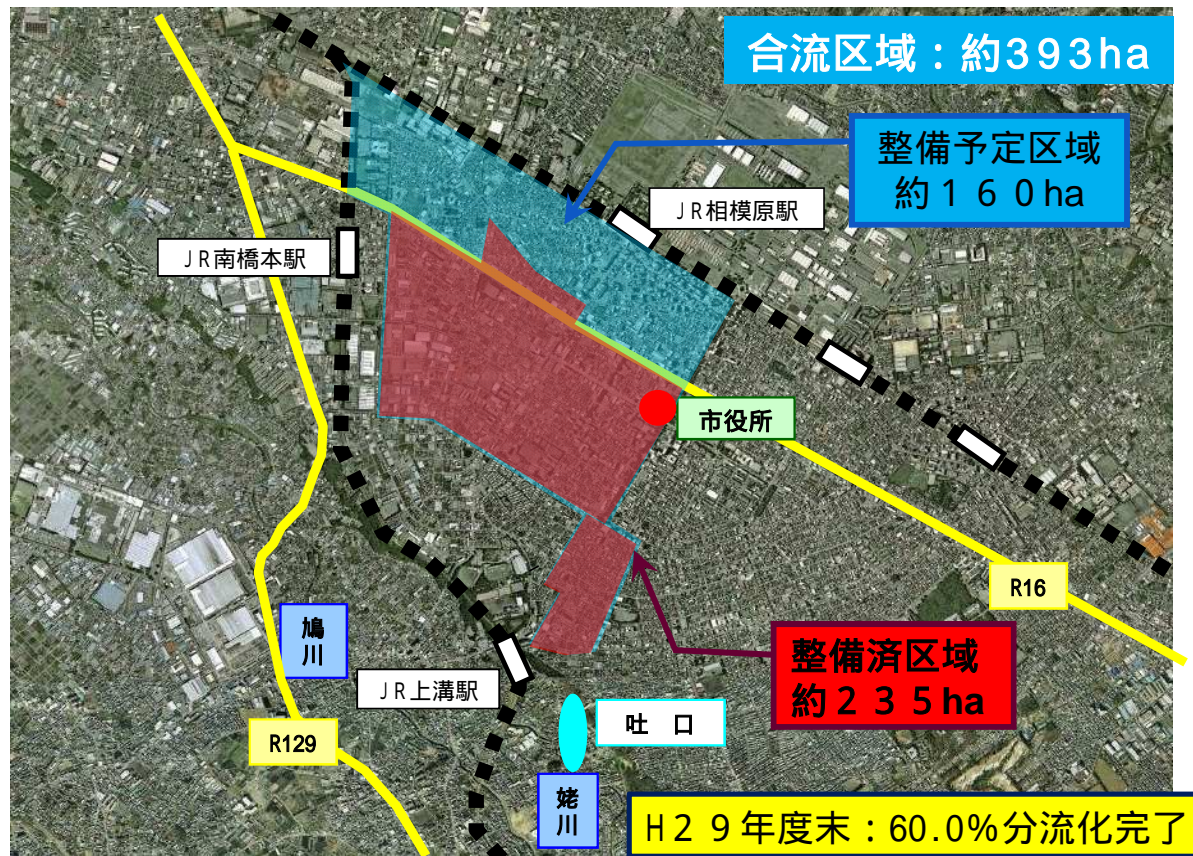 合流区域：約393ha
整備予定区域
約１６０ha
JR相模原駅
JR南橋本駅
市役所
R16
鳩川
整備済区域
約２３５ha
JR上溝駅
吐　口
R129
姥川
H２９年度末：60.0%分流化完了